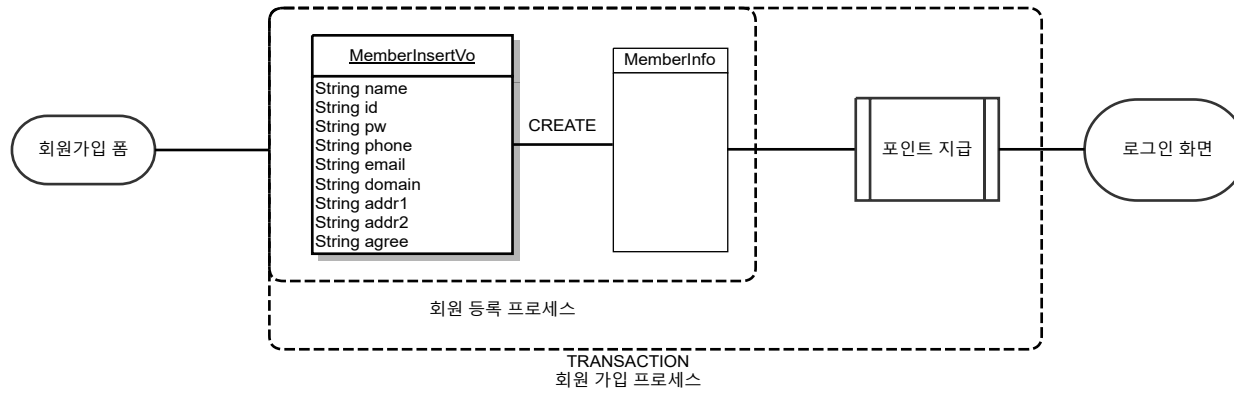 회원가입 폼
MemberInsertVo
String name
String id
String pw
String phone
String email
String domain
String addr1
String addr2
String agree
CREATE
MemberInfo
포인트 지급
로그인 화면
회원 등록 프로세스
TRANSACTION
회원 가입 프로세스